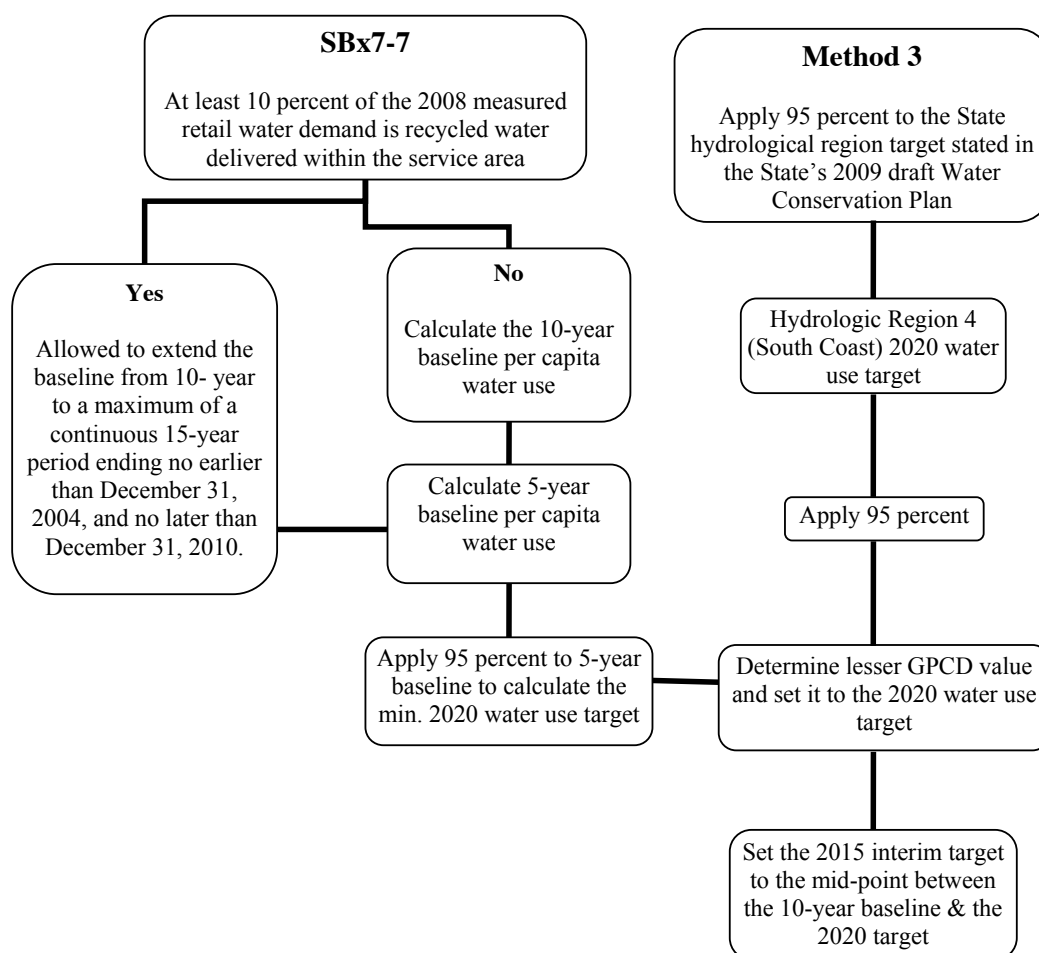 SBx7-7
At least 10 percent of the 2008 measured
retail water demand is recycled water
delivered within the service area
Method 3
Apply 95 percent to the State
hydrological region target stated in
the State’s 2009 draft Water
Conservation Plan
Yes
Allowed to extend the
baseline from 10- year
to a maximum of a
continuous 15-year
period ending no earlier
than December 31,
2004, and no later than
December 31, 2010.
No
Calculate the 10-year
baseline per capita
water use
Hydrologic Region 4
(South Coast) 2020 water
use target
Calculate 5-year
baseline per capita
water use
Apply 95 percent
Apply 95 percent to 5-year
baseline to calculate the
min. 2020 water use target
Determine lesser GPCD value
and set it to the 2020 water use
target
Set the 2015 interim target
to the mid-point between
the 10-year baseline & the
2020 target